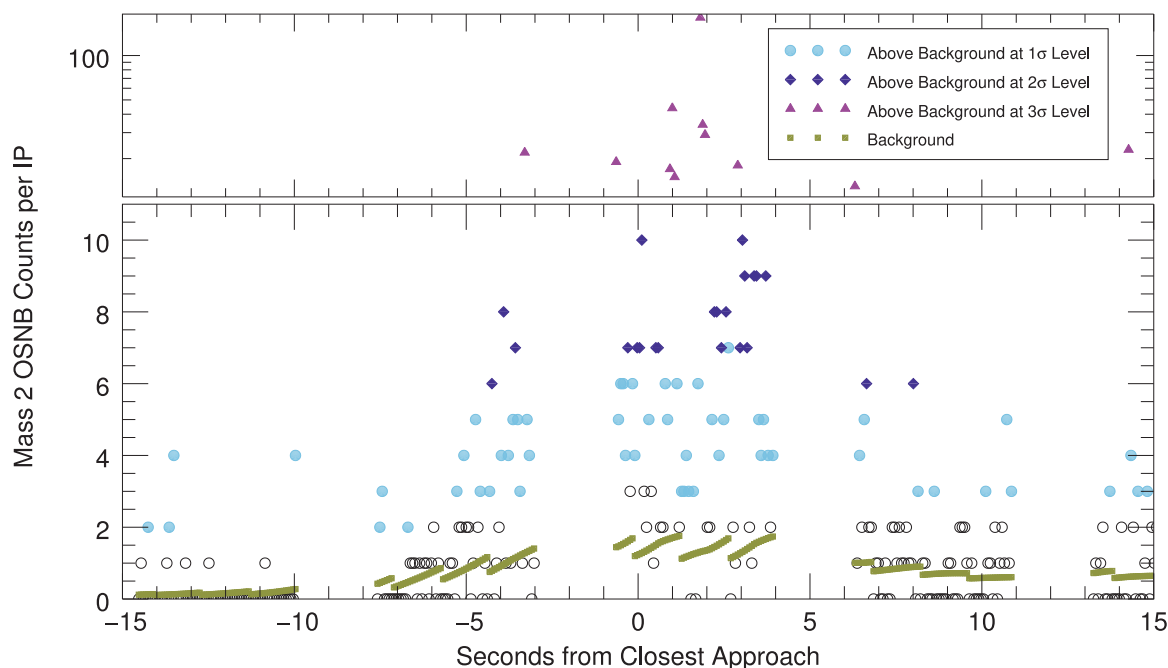 Mass 2 OSNB Counts per IP
100
Above Background at 1σ Level
Above Background at 2σ Level
Above Background at 3σ Level
Background
10
8
6
4
2
0
−15 −10 −5 0 5 10 15
Seconds from Closest Approach